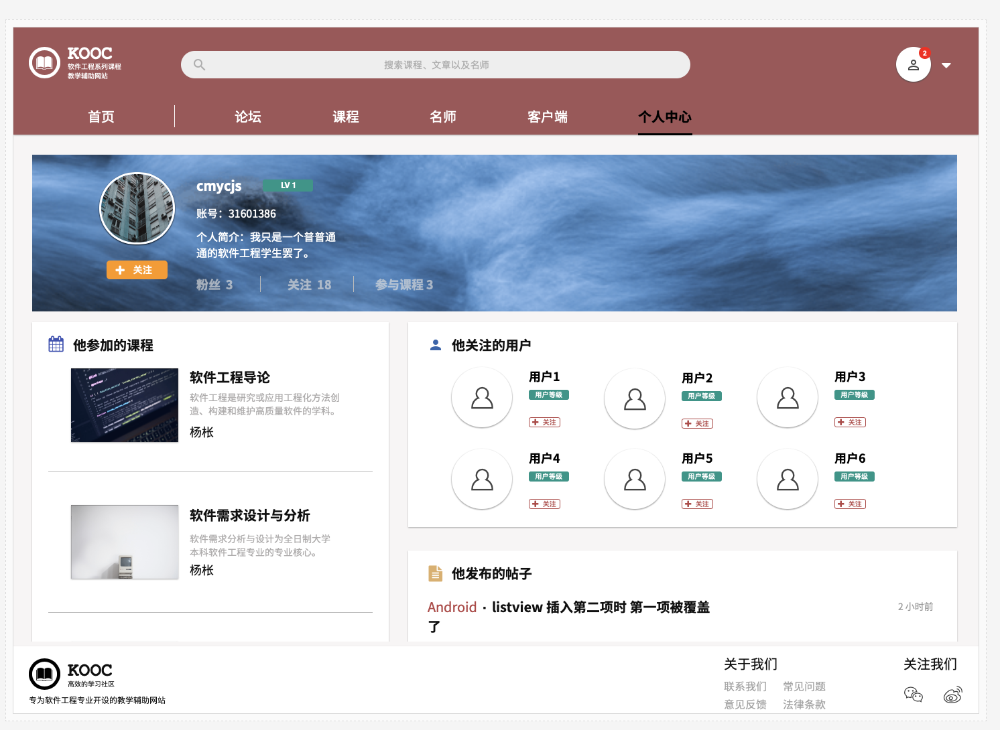 KOOC
软件工程系列课程
教学辅助网站
搜索课程、文章以及名师
2
首页
论坛
课程
名师
客户端
个人中心
cmycjs
LV 1
账号：31601386
个人简介：我只是一个普普通
通的软件工程学生罢了。
关注
粉丝 3
关注 18
参与课程 3
他参加的课程
软件工程导论
软件工程是研究或应用工程化方法创
造、构建和维护高质量软件的学科。
杨枨
软件需求设计与分析
软件需求分析与设计为全日制大学
本科软件工程专业的专业核心。
杨枨
他关注的用户
用户1
用户等级
关注
用户2
用户等级
关注
用户3
用户等级
关注
用户4
用户等级
关注
用户5
用户等级
关注
用户6
用户等级
关注
他发布的帖子
Android · listview 插入第二项时 第一项被覆盖
了
2 小时前
KOOC
高效的学习社区
专为软件工程专业开设的教学辅助网站
关于我们
联系我们 常见问题
意见反馈 法律条款
关注我们